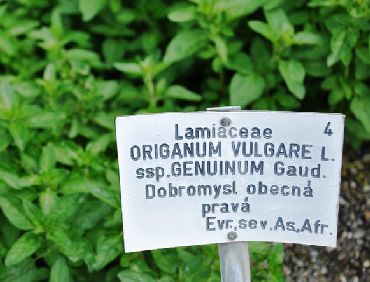 Lamiaceae 4
ORIGANUM VULGARE L.
ssp.GENUINUM Gaud.
Dobromysl obecná
pravá
Evr.,sev.As,Afr.